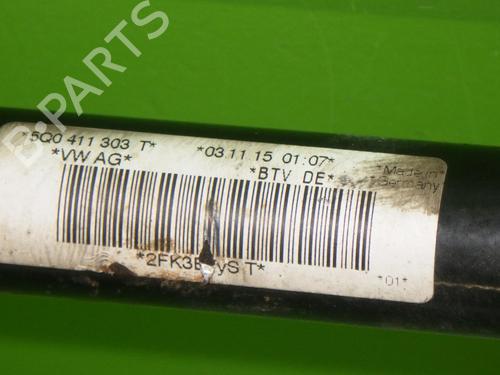 B PARTS
5Q0 411 303 T* *03.11.15 01:07*
*VW AG* *BTV DE*
Made in
Germany
*01*